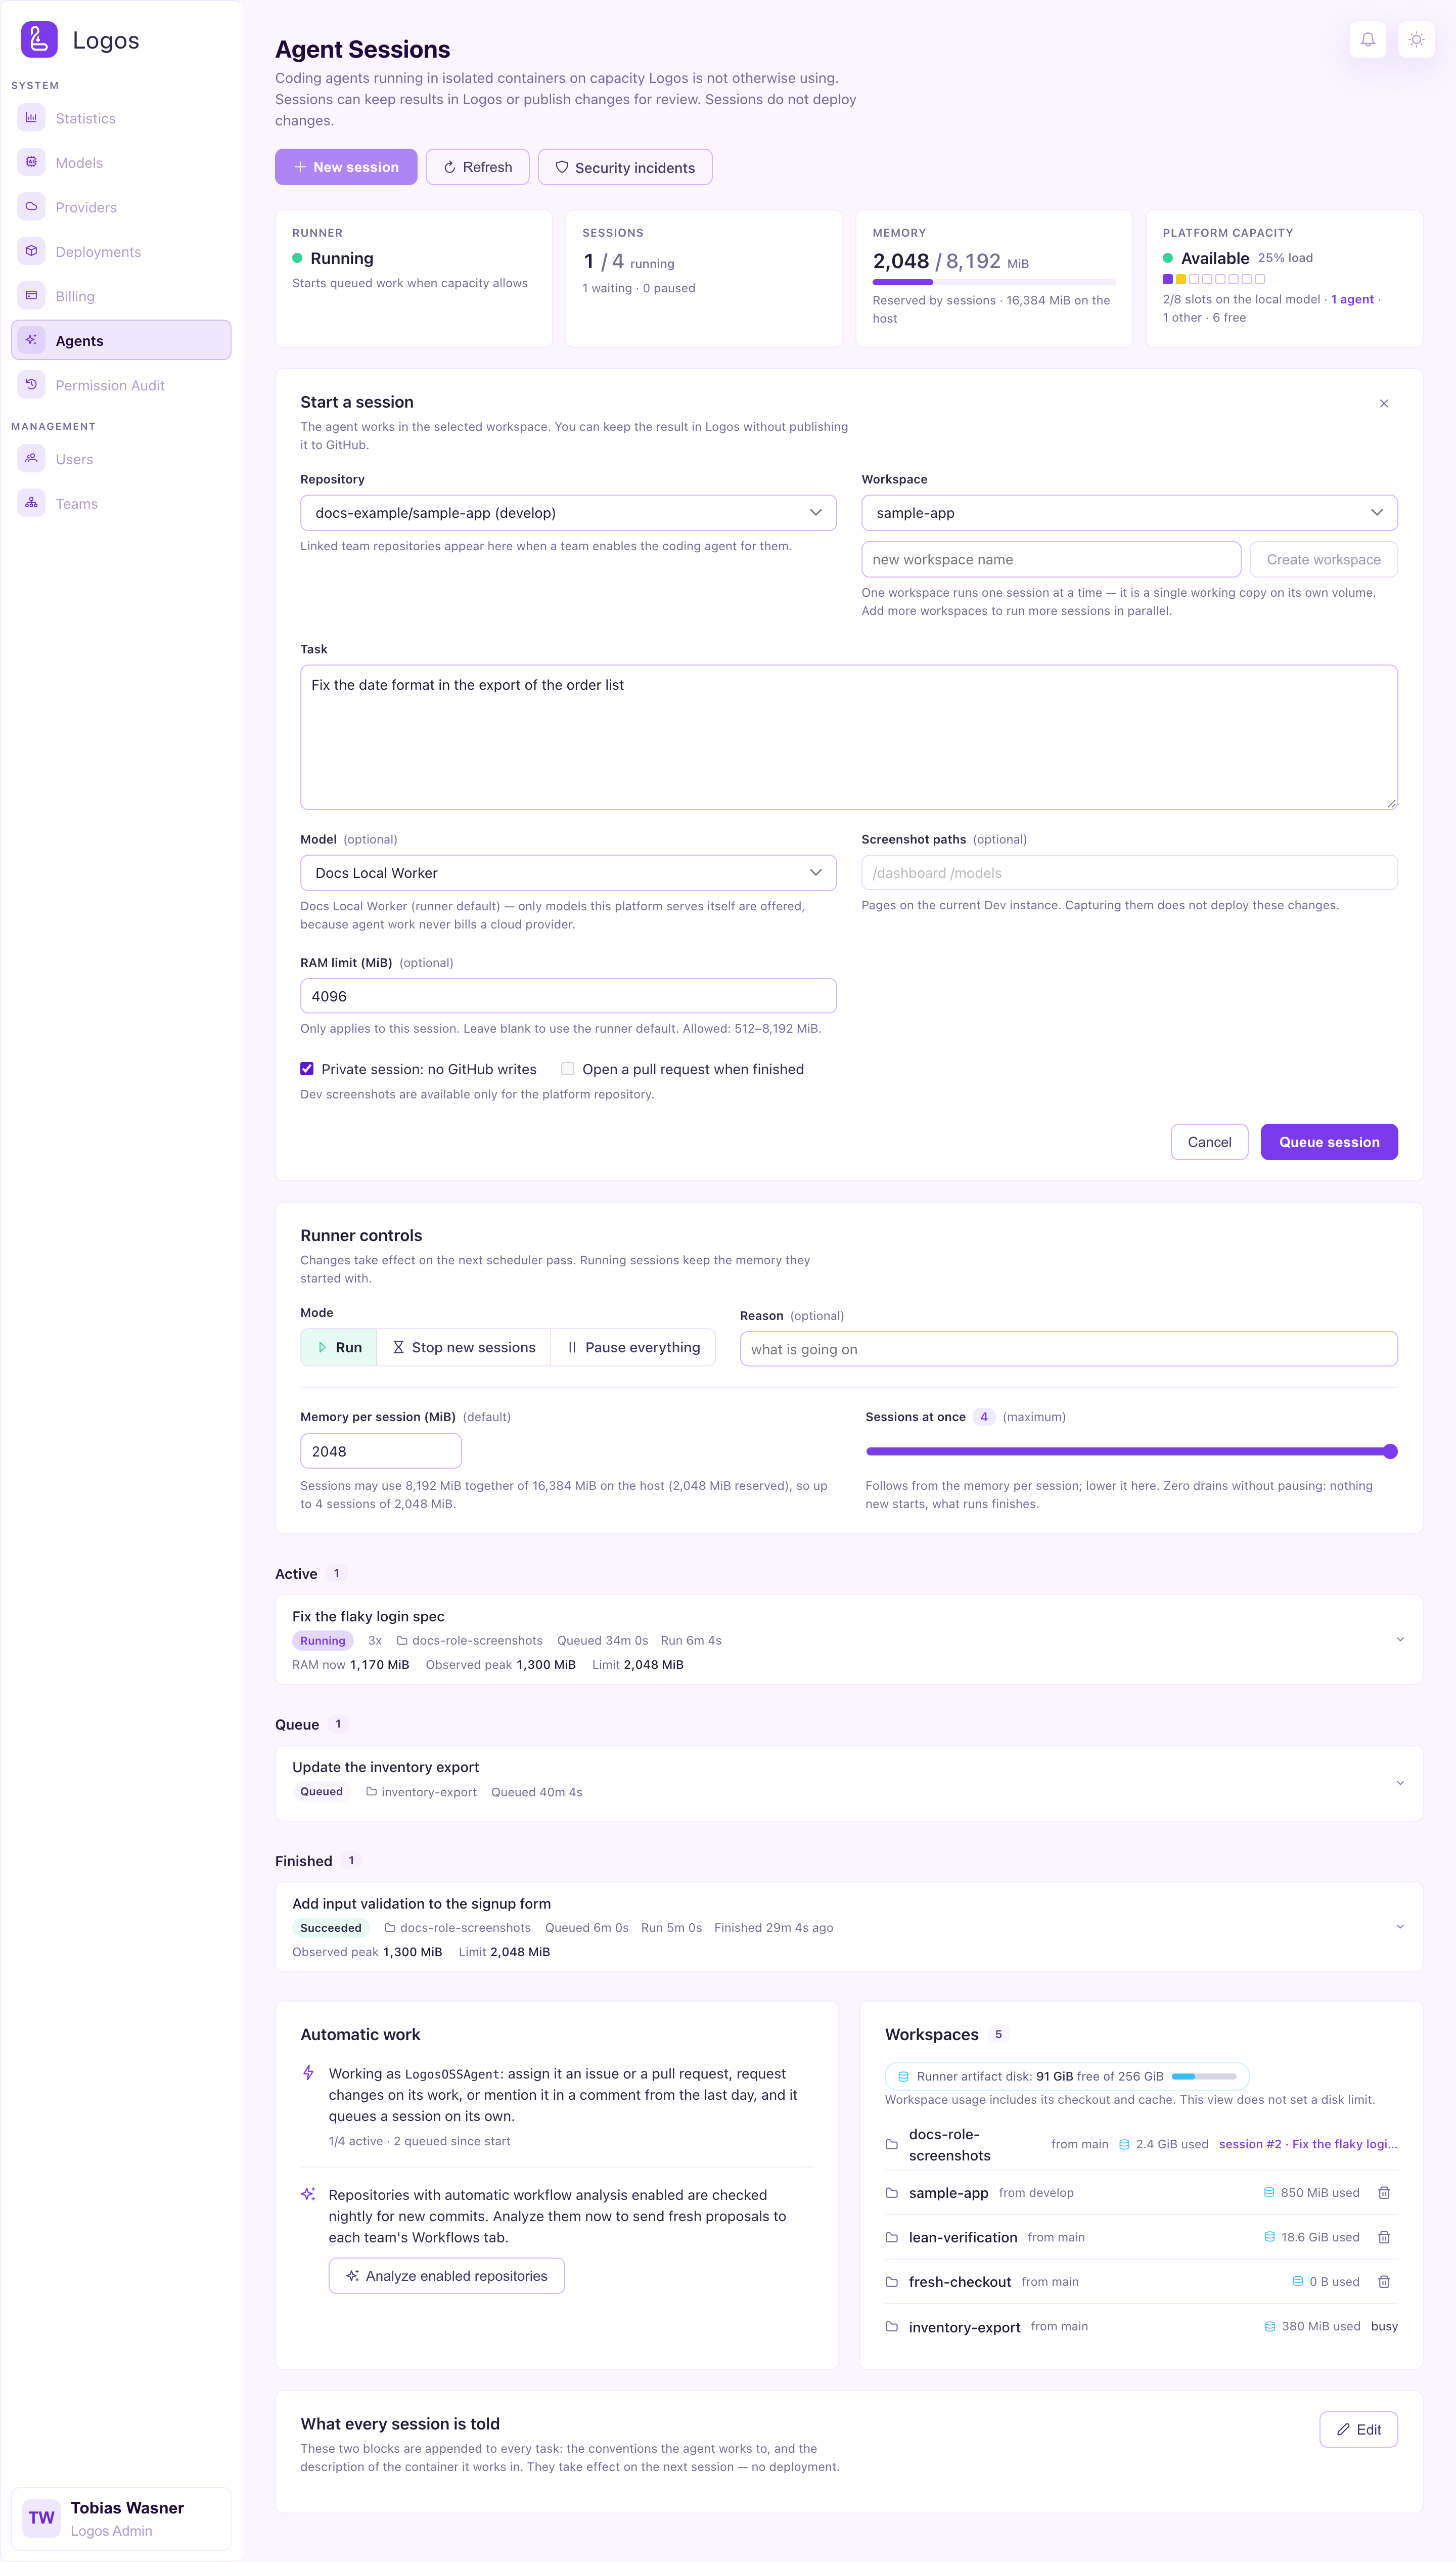 Logos
SYSTEM
Statistics
Models
Providers
Deployments
Billing
Agents
Permission Audit
MANAGEMENT
Users
Teams
TW
Tobias Wasner
Logos Admin
Agent Sessions
Coding agents running in isolated containers on capacity Logos is not otherwise using.
Sessions can keep results in Logos or publish changes for review. Sessions do not deploy
changes.
New session
Refresh
Security incidents
RUNNER
Running
Starts queued work when capacity allows
SESSIONS
1 / 4 running
1 waiting · 0 paused
MEMORY
2,048 / 8,192 MiB
Reserved by sessions · 16,384 MiB on the
host
PLATFORM CAPACITY
Available 25% load
2/8 slots on the local model · 1 agent ·
1 other · 6 free
Start a session
The agent works in the selected workspace. You can keep the result in Logos without publishing
it to GitHub.
Repository
docs-example/sample-app (develop)
Linked team repositories appear here when a team enables the coding agent for them.
Workspace
sample-app
new workspace name
Create workspace
One workspace runs one session at a time — it is a single working copy on its own volume.
Add more workspaces to run more sessions in parallel.
Task
Fix the date format in the export of the order list
Model (optional)
Docs Local Worker
Docs Local Worker (runner default) — only models this platform serves itself are offered,
because agent work never bills a cloud provider.
Screenshot paths (optional)
/dashboard /models
Pages on the current Dev instance. Capturing them does not deploy these changes.
RAM limit (MiB) (optional)
4096
Only applies to this session. Leave blank to use the runner default. Allowed: 512–8,192 MiB.
Private session: no GitHub writes
Open a pull request when finished
Dev screenshots are available only for the platform repository.
Cancel
Queue session
Runner controls
Changes take effect on the next scheduler pass. Running sessions keep the memory they
started with.
Mode
Run
Stop new sessions
Pause everything
Reason (optional)
what is going on
Memory per session (MiB) (default)
2048
Sessions may use 8,192 MiB together of 16,384 MiB on the host (2,048 MiB reserved), so up
to 4 sessions of 2,048 MiB.
Sessions at once 4 (maximum)
Follows from the memory per session; lower it here. Zero drains without pausing: nothing
new starts, what runs finishes.
Active 1
Fix the flaky login spec
Running 3x docs-role-screenshots Queued 34m 0s Run 6m 4s
RAM now 1,170 MiB Observed peak 1,300 MiB Limit 2,048 MiB
Queue 1
Update the inventory export
Queued inventory-export Queued 40m 4s
Finished 1
Add input validation to the signup form
Succeeded docs-role-screenshots Queued 6m 0s Run 5m 0s Finished 29m 4s ago
Observed peak 1,300 MiB Limit 2,048 MiB
Automatic work
Working as LogosOSSAgent: assign it an issue or a pull request, request
changes on its work, or mention it in a comment from the last day, and it
queues a session on its own.
1/4 active · 2 queued since start
Repositories with automatic workflow analysis enabled are checked
nightly for new commits. Analyze them now to send fresh proposals to
each team's Workflows tab.
Analyze enabled repositories
Workspaces 5
Runner artifact disk: 91 GiB free of 256 GiB
Workspace usage includes its checkout and cache. This view does not set a disk limit.
docs-role-
screenshots
from main 2.4 GiB used session #2 · Fix the flaky logi...
sample-app from develop 850 MiB used
lean-verification from main 18.6 GiB used
fresh-checkout from main 0 B used
inventory-export from main 380 MiB used busy
What every session is told
These two blocks are appended to every task: the conventions the agent works to, and the
description of the container it works in. They take effect on the next session — no deployment.
Edit